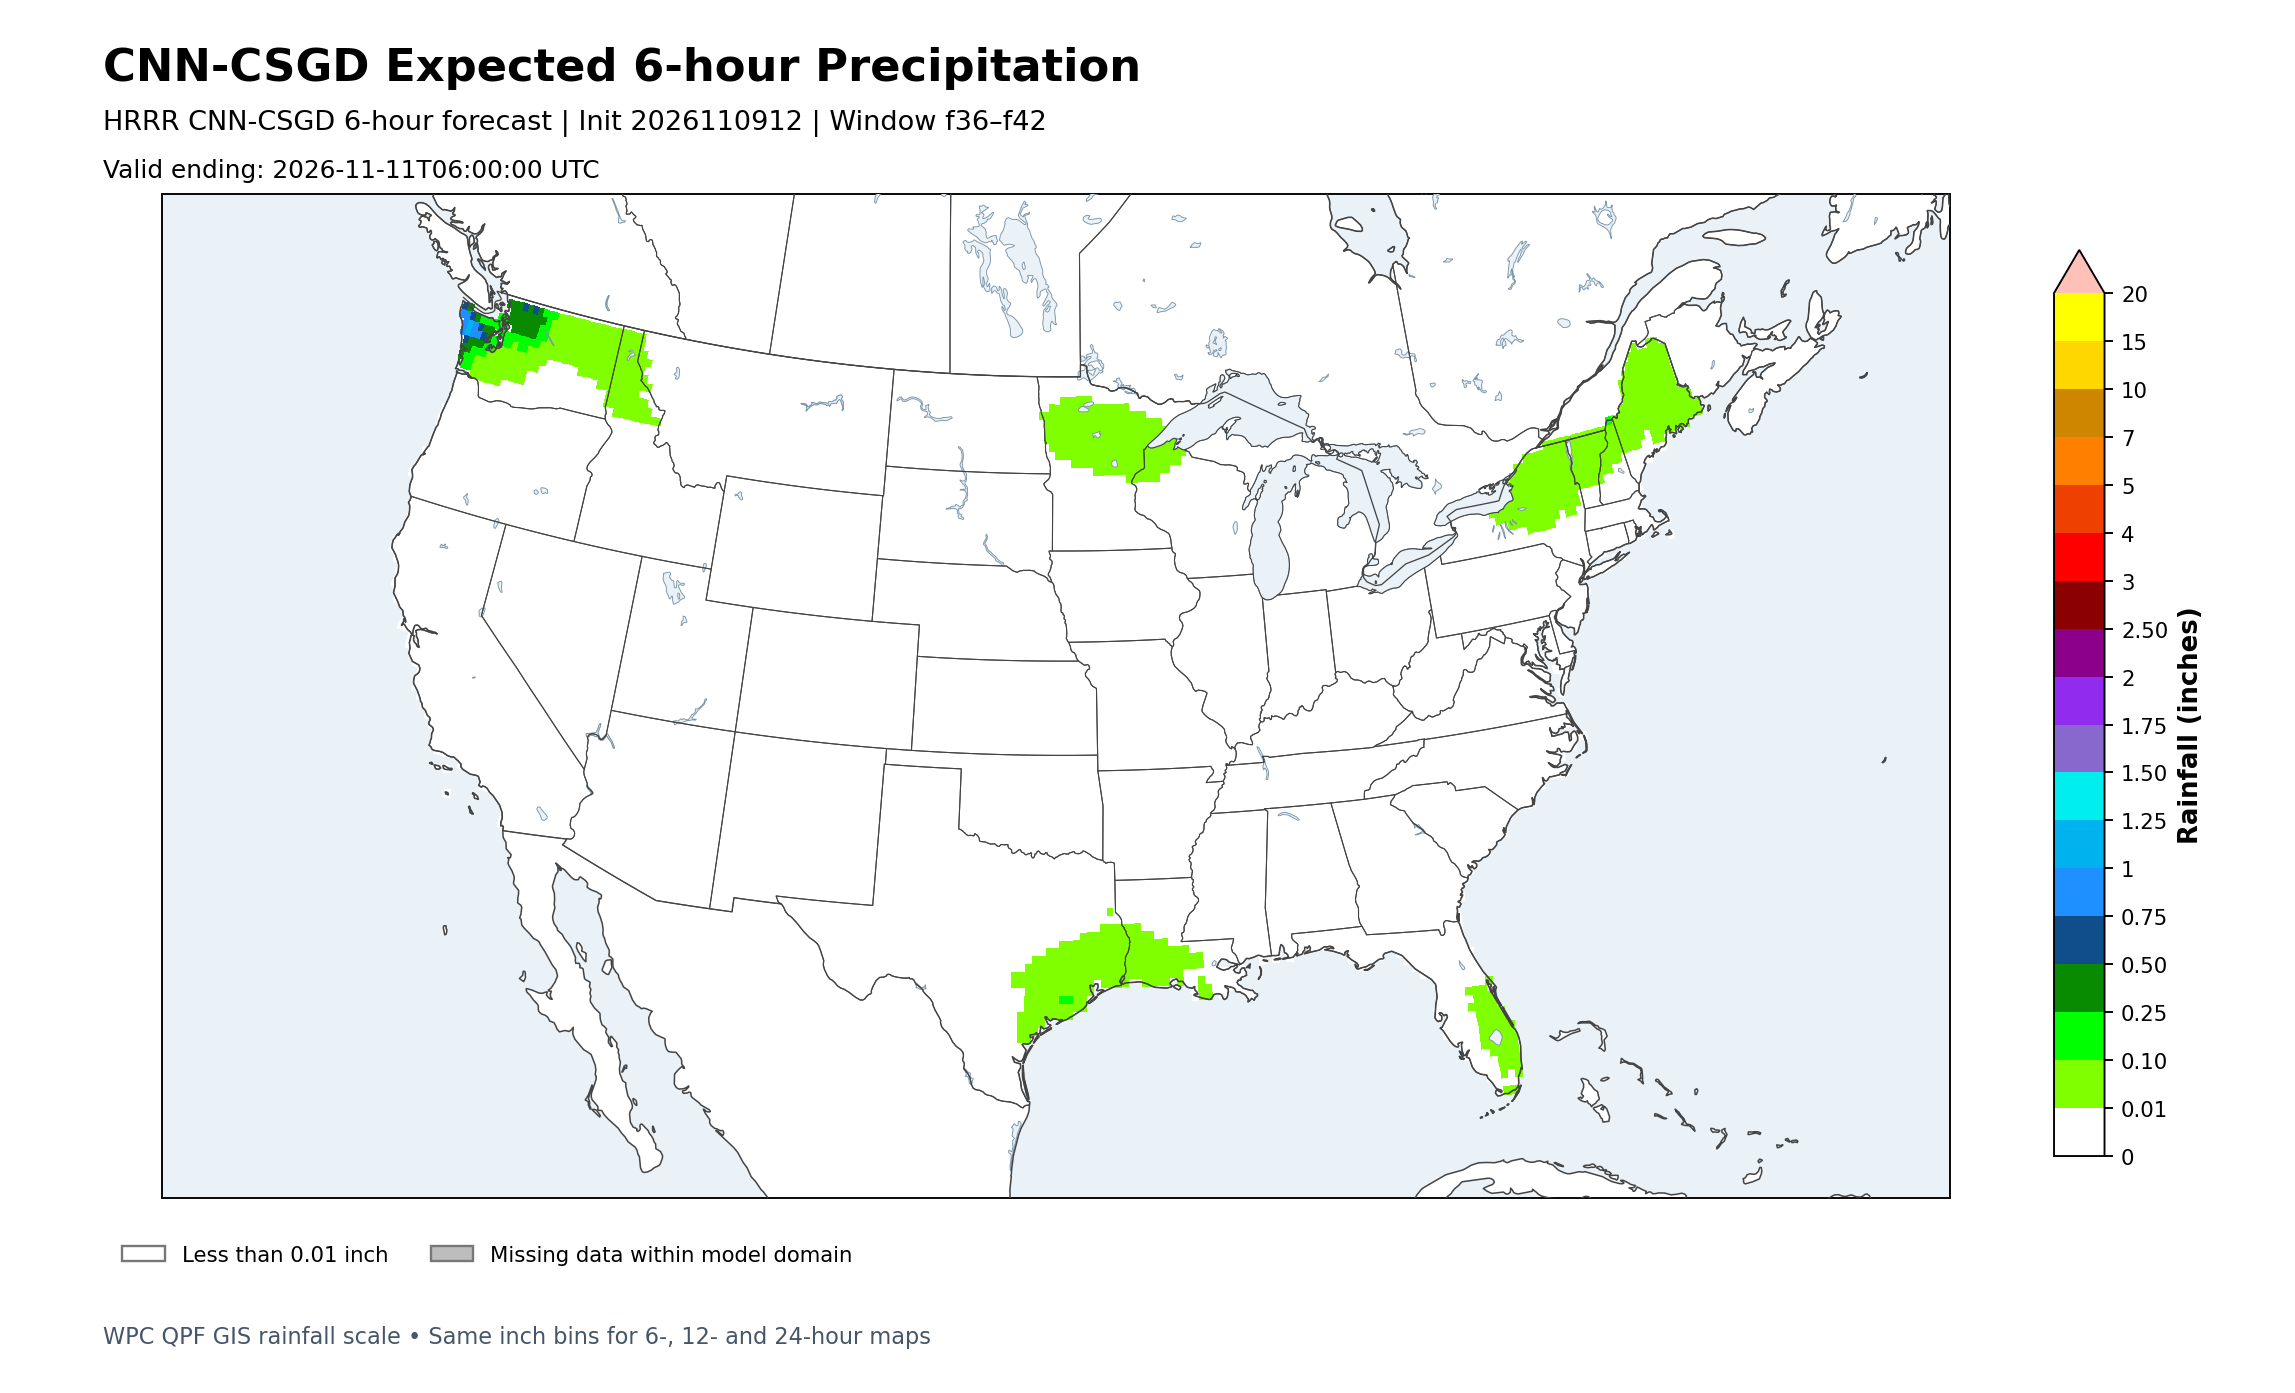 CNN-CSGD Expected 6-hour Precipitation
HRRR CNN-CSGD 6-hour forecast | Init 2026110912 | Window f36–f42
Valid ending: 2026-11-11T06:00:00 UTC
20
15
10
7
5
4
3
2.50
2
1.75
1.50
1.25
1
0.75
0.50
0.25
0.10
0.01
0
Rainfall (inches)
Less than 0.01 inch
Missing data within model domain
WPC QPF GIS rainfall scale • Same inch bins for 6-, 12- and 24-hour maps